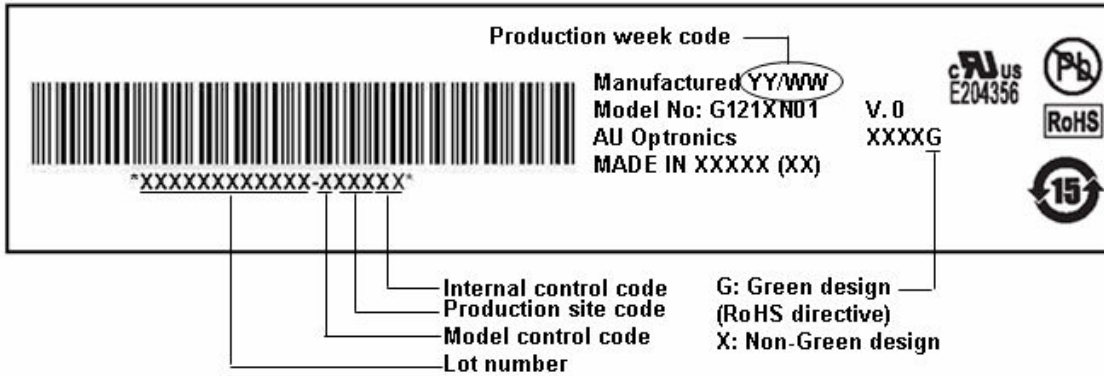 Production week code
Manufactured YY/WW
Model No: G121XN01 V.0
AU Optronics XXXXG
MADE IN XXXXX (XX)
*XXXXXXXXXXXX-XXXXXX*
c RU us
E204356
Pb
RoHS
15
Internal control code
Production site code
Model control code
Lot number
G: Green design
(RoHS directive)
X: Non-Green design